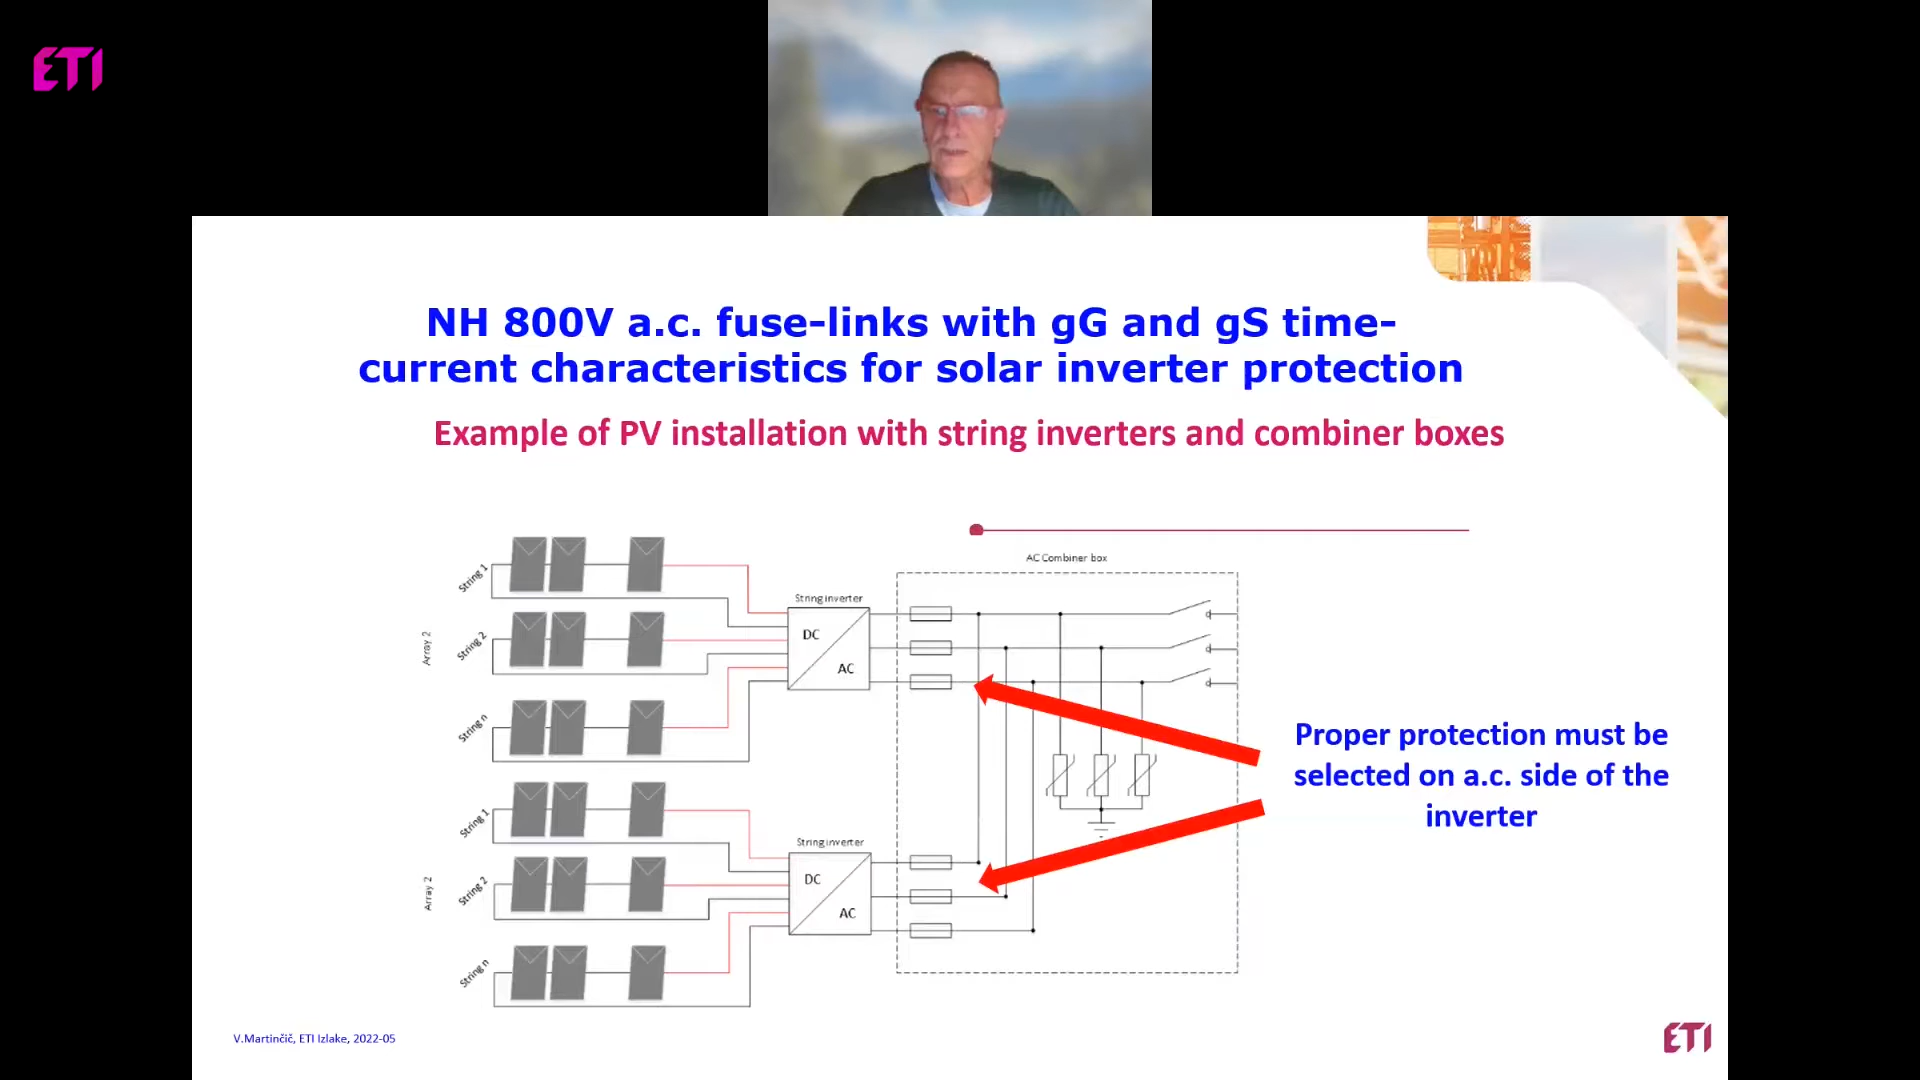 ETI
NH 800V a.c. fuse-links with gG and gS time-
current characteristics for solar inverter protection
Example of PV installation with string inverters and combiner boxes
AC Combiner box
String 1
String inverter
DC
AC
Array 2
String 2
String n
Proper protection must be
selected on a.c. side of the
inverter
String 1
String inverter
DC
AC
Array 2
String 2
String n
V.Martinčič, ETI Izlake, 2022-05
ETI